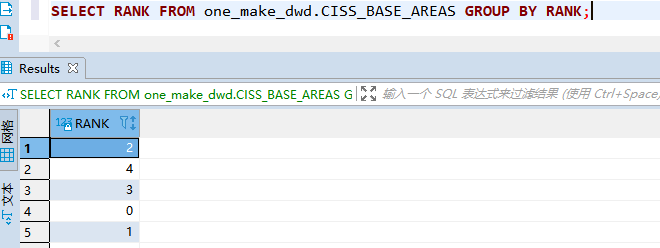 SELECT RANK FROM one_make_dwd.CISS_BASE_AREAS GROUP BY RANK;
Results
SELECT RANK FROM one_make_dwd.CISS_BASE_AREAS G
输入一个 SQL 表达式来过滤结果 (使用 Ctrl+Space)
网格
文本
123 RANK
1 2
2 4
3 3
4 0
5 1